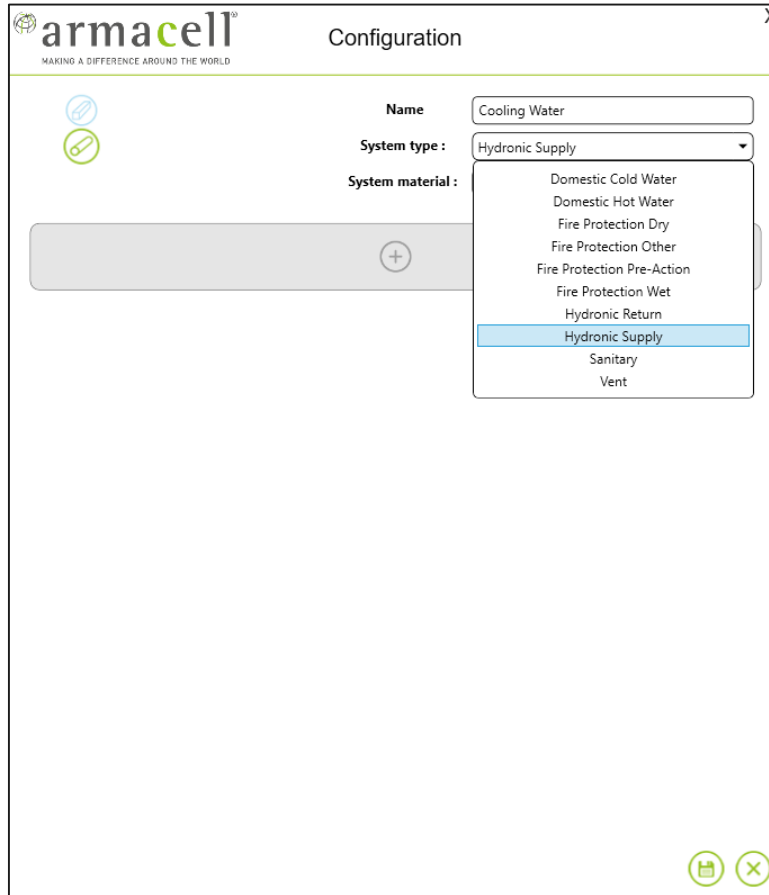 armacell®
MAKING A DIFFERENCE AROUND THE WORLD
Configuration
X
Name
Cooling Water
System type :
Hydronic Supply
System material :
Domestic Cold Water
Domestic Hot Water
Fire Protection Dry
Fire Protection Other
Fire Protection Pre-Action
Fire Protection Wet
Hydronic Return
Hydronic Supply
Sanitary
Vent